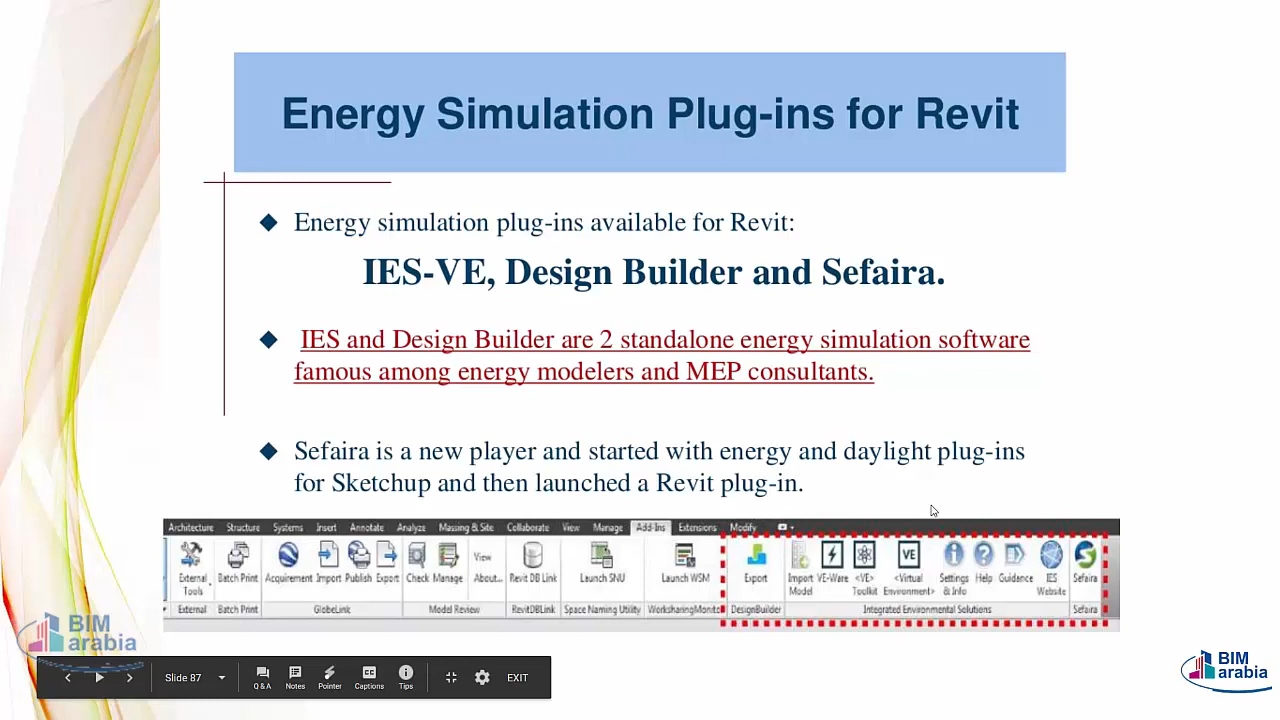 Energy Simulation Plug-ins for Revit
Energy simulation plug-ins available for Revit:
IES-VE, Design Builder and Sefaira.
IES and Design Builder are 2 standalone energy simulation software
famous among energy modelers and MEP consultants.
Sefaira is a new player and started with energy and daylight plug-ins
for Sketchup and then launched a Revit plug-in.
Architecture Structure Systems Insert Annotate Analyze Massing & Site Collaborate View Manage Add-Ins Extensions Modify
VE
View
External Batch Print Acquirement Import Publish Export Check Manage About... Revit DB Link Launch SNU Launch WSM Export Import VE-Ware <VE> <Virtual Settings Help Guidance IES Sefaira
Tools Model Toolkit Environment> & Info Website
External Batch Print GlobeLink Model Review RevitDBLink Space Naming Utility WorksharingMonito DesignBuilder Integrated Environmental Solutions Sefaira
BIM
arabia
Slide 87 Q & A Notes Pointer Captions Tips EXIT
BIM
arabia